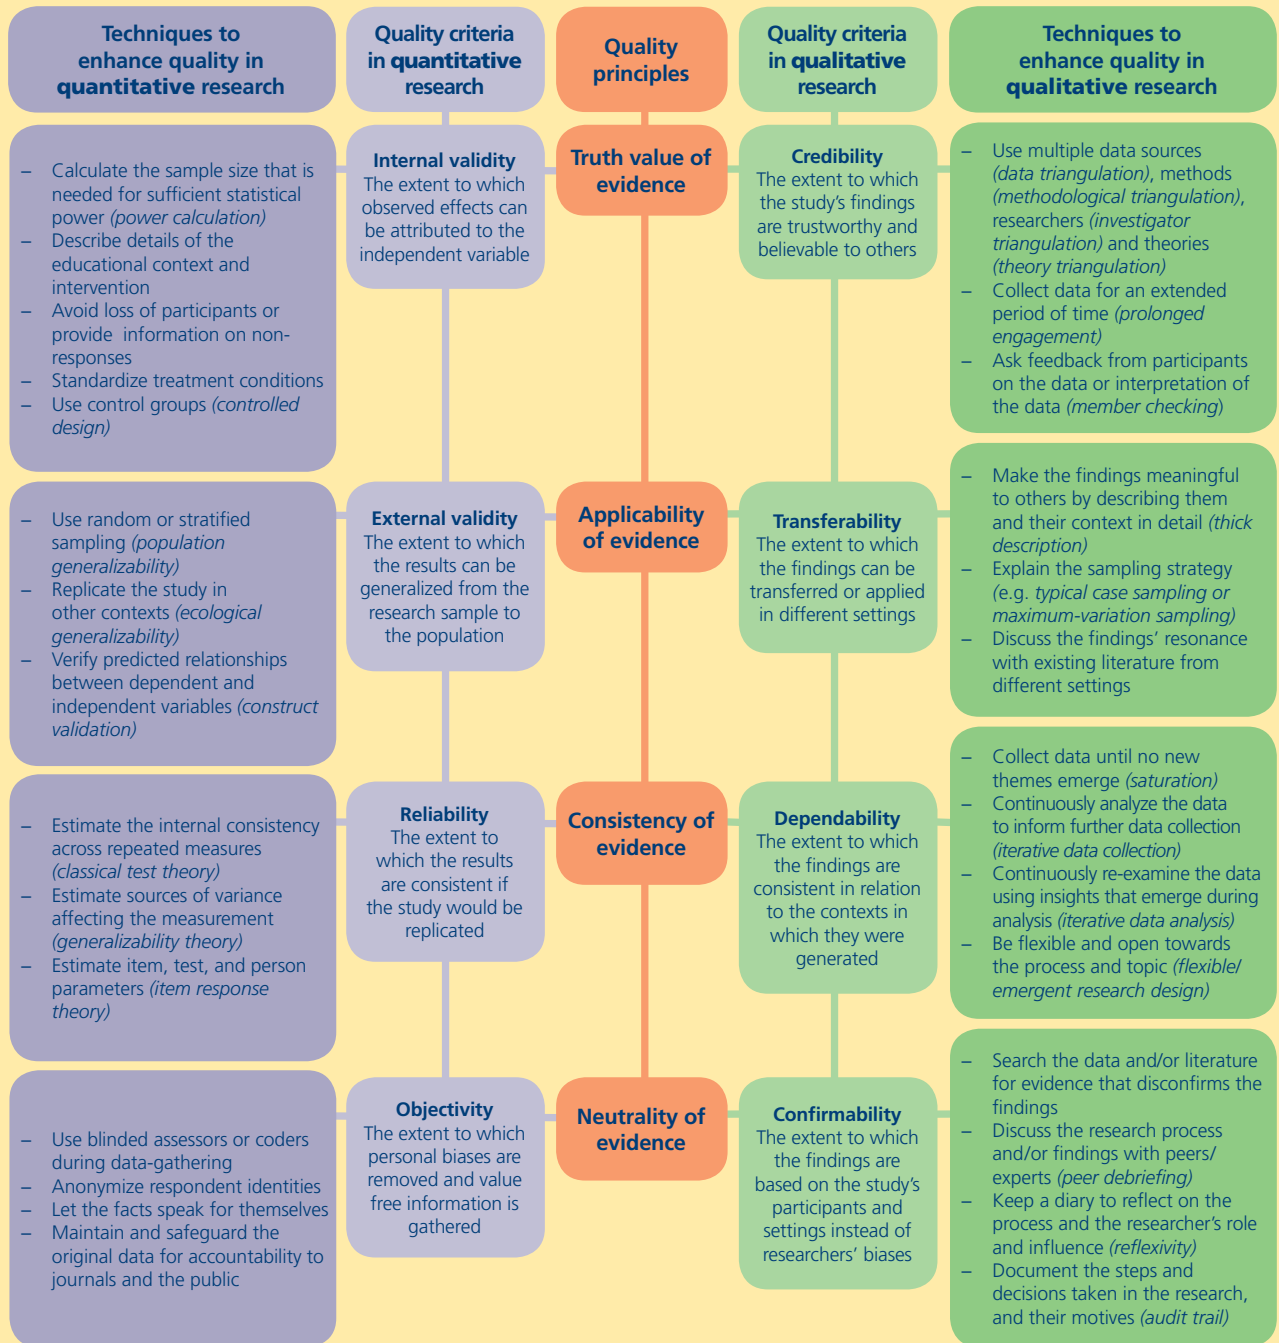 Techniques to
enhance quality in
quantitative research
Quality criteria
in quantitative
research
Quality
principles
Quality criteria
in qualitative
research
Techniques to
enhance quality in
qualitative research
– Calculate the sample size that is
needed for sufficient statistical
power (power calculation)
– Describe details of the
educational context and
intervention
– Avoid loss of participants or
provide information on non-
responses
– Standardize treatment conditions
– Use control groups (controlled
design)
Internal validity
The extent to which
observed effects can
be attributed to the
independent variable
Truth value of
evidence
Credibility
The extent to which
the study's findings
are trustworthy and
believable to others
– Use multiple data sources
(data triangulation), methods
(methodological triangulation),
researchers (investigator
triangulation) and theories
(theory triangulation)
– Collect data for an extended
period of time (prolonged
engagement)
– Ask feedback from participants
on the data or interpretation of
the data (member checking)
– Use random or stratified
sampling (population
generalizability)
– Replicate the study in
other contexts (ecological
generalizability)
– Verify predicted relationships
between dependent and
independent variables (construct
validation)
External validity
The extent to which
the results can be
generalized from the
research sample to
the population
Applicability
of evidence
Transferability
The extent to which
the findings can be
transferred or applied
in different settings
– Make the findings meaningful
to others by describing them
and their context in detail (thick
description)
– Explain the sampling strategy
(e.g. typical case sampling or
maximum-variation sampling)
– Discuss the findings' resonance
with existing literature from
different settings
– Estimate the internal consistency
across repeated measures
(classical test theory)
– Estimate sources of variance
affecting the measurement
(generalizability theory)
– Estimate item, test, and person
parameters (item response
theory)
Reliability
The extent to
which the results
are consistent if
the study would be
replicated
Consistency of
evidence
Dependability
The extent to which
the findings are
consistent in relation
to the contexts in
which they were
generated
– Collect data until no new
themes emerge (saturation)
– Continuously analyze the data
to inform further data collection
(iterative data collection)
– Continuously re-examine the data
using insights that emerge during
analysis (iterative data analysis)
– Be flexible and open towards
the process and topic (flexible/
emergent research design)
– Use blinded assessors or coders
during data-gathering
– Anonymize respondent identities
– Let the facts speak for themselves
– Maintain and safeguard the
original data for accountability to
journals and the public
Objectivity
The extent to which
personal biases are
removed and value
free information is
gathered
Neutrality of
evidence
Confirmability
The extent to which
the findings are
based on the study's
participants and
settings instead of
researchers' biases
– Search the data and/or literature
for evidence that disconfirms the
findings
– Discuss the research process
and/or findings with peers/
experts (peer debriefing)
– Keep a diary to reflect on the
process and the researcher's role
and influence (reflexivity)
– Document the steps and
decisions taken in the research,
and their motives (audit trail)